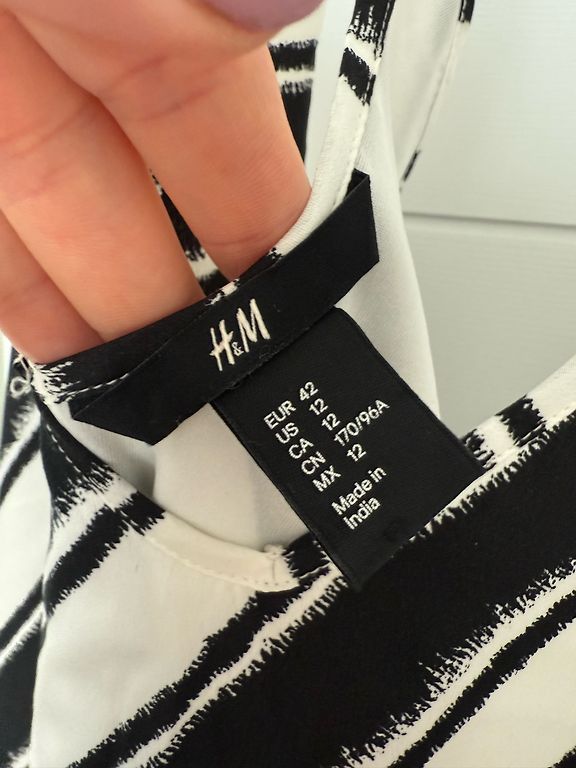 H&M
EUR 42
US 12
CA 12
CN 170/96A
MX 12
Made in
India